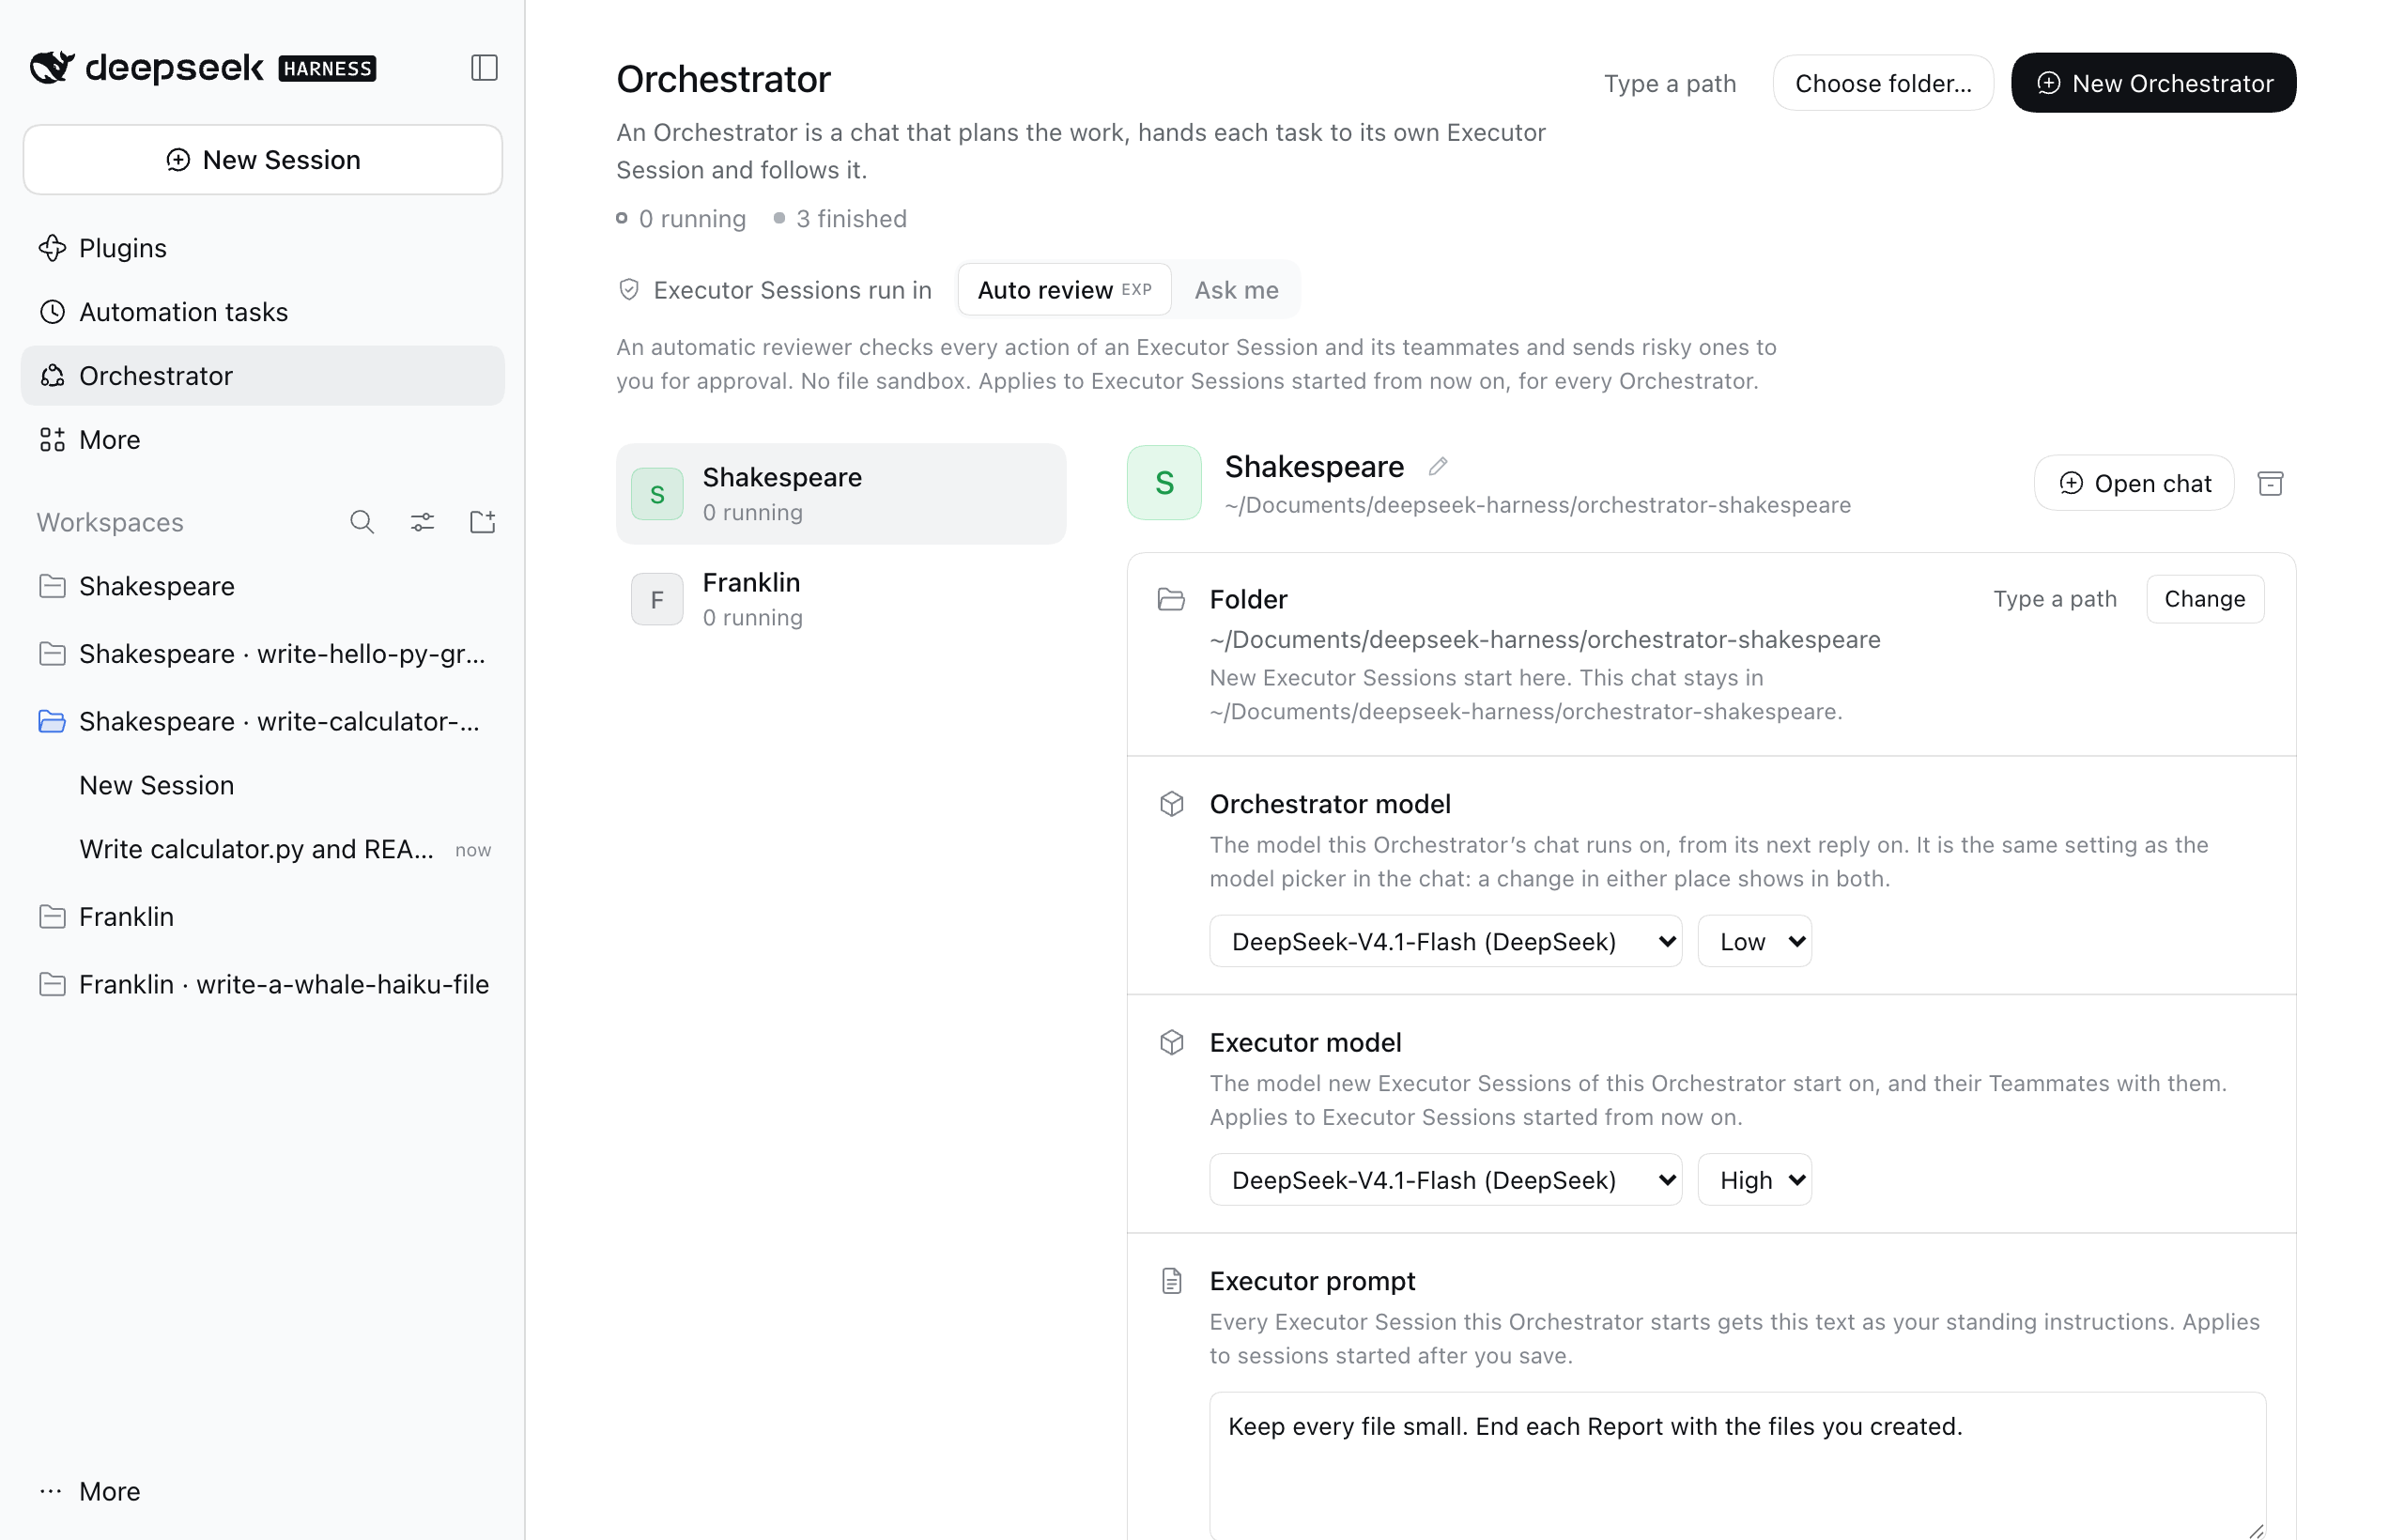 deepseek HARNESS
New Session
Plugins
Automation tasks
Orchestrator
More
Workspaces
Shakespeare
Shakespeare · write-hello-py-gr...
Shakespeare · write-calculator-...
New Session
Write calculator.py and REA... now
Franklin
Franklin · write-a-whale-haiku-file
More
Orchestrator
Type a path
Choose folder...
New Orchestrator
An Orchestrator is a chat that plans the work, hands each task to its own Executor
Session and follows it.
0 running 3 finished
Executor Sessions run in Auto review EXP Ask me
An automatic reviewer checks every action of an Executor Session and its teammates and sends risky ones to
you for approval. No file sandbox. Applies to Executor Sessions started from now on, for every Orchestrator.
S
Shakespeare
0 running
F
Franklin
0 running
S
Shakespeare
~/Documents/deepseek-harness/orchestrator-shakespeare
Open chat
Folder
Type a path
Change
~/Documents/deepseek-harness/orchestrator-shakespeare
New Executor Sessions start here. This chat stays in
~/Documents/deepseek-harness/orchestrator-shakespeare.
Orchestrator model
The model this Orchestrator’s chat runs on, from its next reply on. It is the same setting as the
model picker in the chat: a change in either place shows in both.
DeepSeek-V4.1-Flash (DeepSeek) Low
Executor model
The model new Executor Sessions of this Orchestrator start on, and their Teammates with them.
Applies to Executor Sessions started from now on.
DeepSeek-V4.1-Flash (DeepSeek) High
Executor prompt
Every Executor Session this Orchestrator starts gets this text as your standing instructions. Applies
to sessions started after you save.
Keep every file small. End each Report with the files you created.